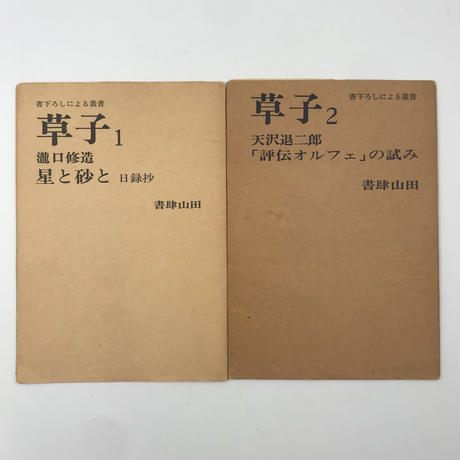 書下ろしによる叢書
草子1
瀧口修造
星と砂と 日録抄
書肆山田
書下ろしによる叢書
草子2
天沢退二郎
「評伝オルフェ」の試み
書肆山田